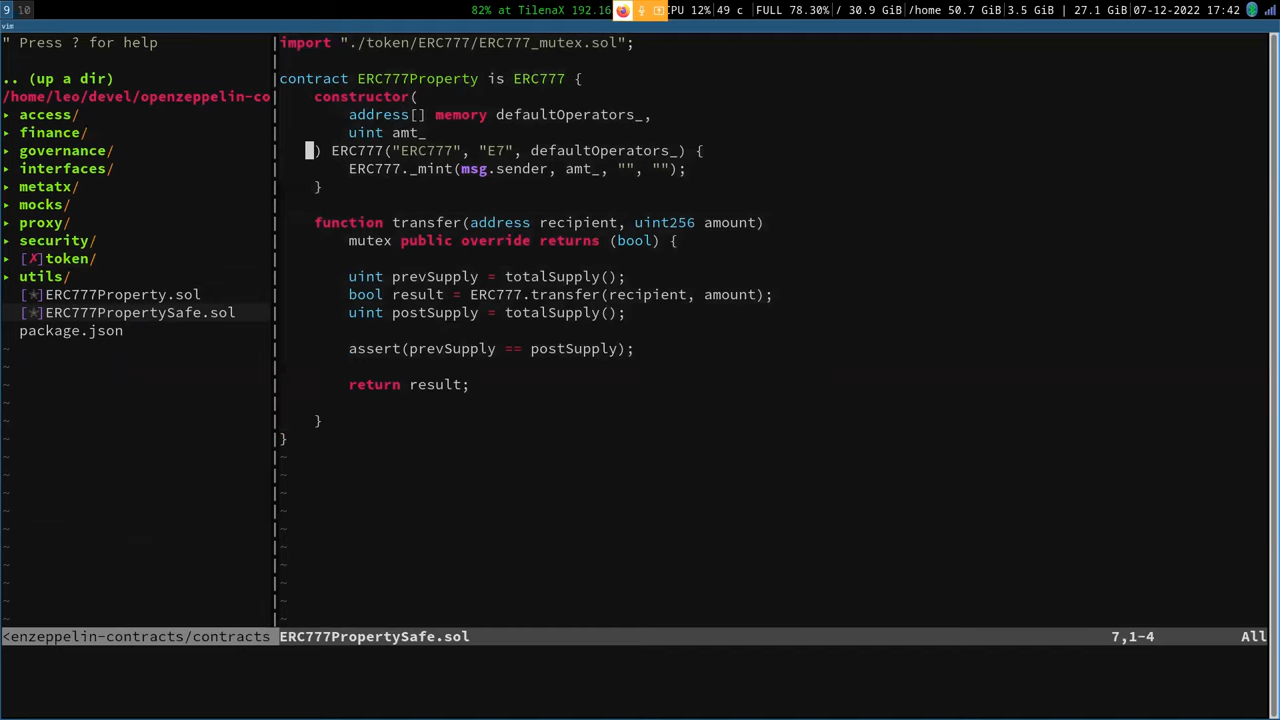 9 10 82% at TilenaX 192.16 CPU 12% 49 c FULL 78.30% / 30.9 GiB /home 50.7 GiB 3.5 GiB 27.1 GiB 07-12-2022 17:42
vim
" Press ? for help
.. (up a dir)
/home/leo/devel/openzeppelin-co
▸ access/
▸ finance/
▸ governance/
▸ interfaces/
▸ metatx/
▸ mocks/
▸ proxy/
▸ security/
▸ [✗]token/
▸ utils/
[★]ERC777Property.sol
[★]ERC777PropertySafe.sol
package.json
<enzeppelin-contracts/contracts
import "./token/ERC777/ERC777_mutex.sol";
contract ERC777Property is ERC777 {
constructor(
address[] memory defaultOperators_,
uint amt_
) ERC777("ERC777", "E7", defaultOperators_) {
ERC777._mint(msg.sender, amt_, "", "");
}
function transfer(address recipient, uint256 amount)
mutex public override returns (bool) {
uint prevSupply = totalSupply();
bool result = ERC777.transfer(recipient, amount);
uint postSupply = totalSupply();
assert(prevSupply == postSupply);
return result;
}
}
~
~
~
~
~
~
~
~
~
ERC777PropertySafe.sol 7,1-4 All